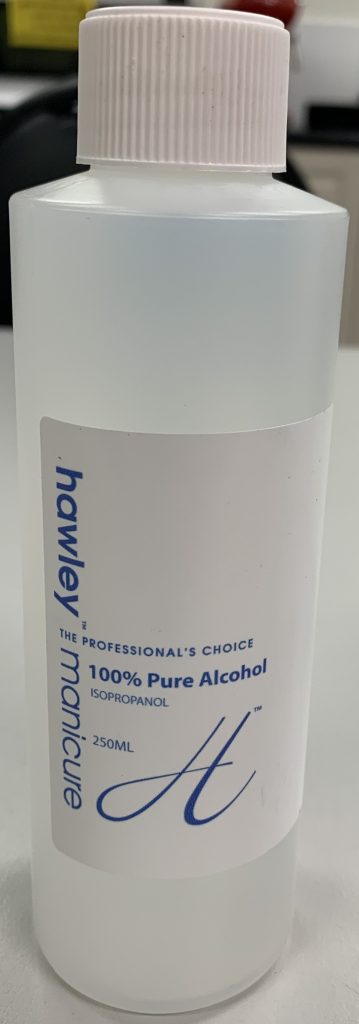 hawley™ manicure
THE PROFESSIONAL'S CHOICE
100% Pure Alcohol
ISOPROPANOL
250ML
H™